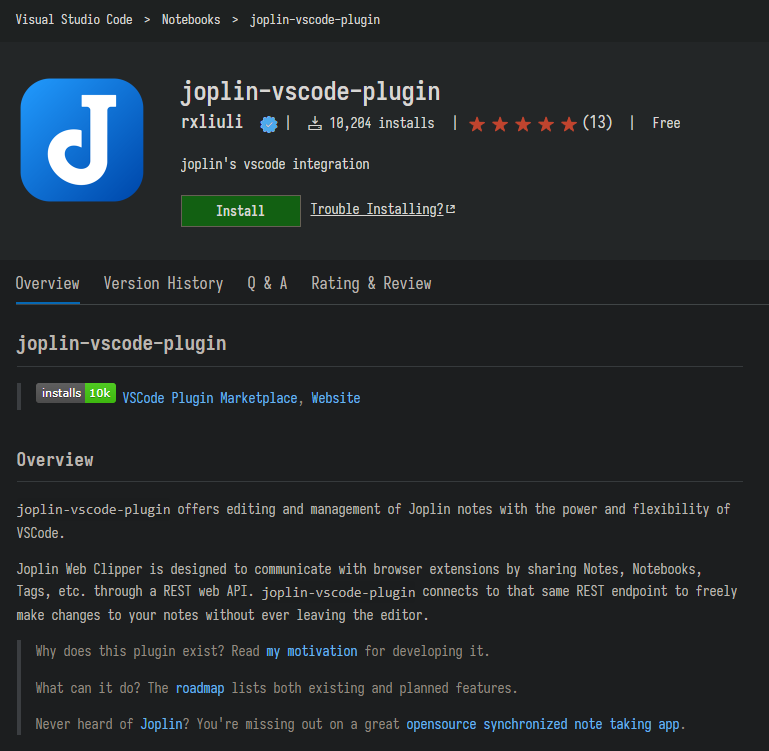 Visual Studio Code > Notebooks > joplin-vscode-plugin
J
joplin-vscode-plugin
rxliuli | 10,204 installs | (13) | Free
joplin's vscode integration
Install Trouble Installing?
Overview Version History Q & A Rating & Review
joplin-vscode-plugin
installs 10k VSCode Plugin Marketplace, Website
Overview
joplin-vscode-plugin offers editing and management of Joplin notes with the power and flexibility of
VSCode.
Joplin Web Clipper is designed to communicate with browser extensions by sharing Notes, Notebooks,
Tags, etc. through a REST web API. joplin-vscode-plugin connects to that same REST endpoint to freely
make changes to your notes without ever leaving the editor.
Why does this plugin exist? Read my motivation for developing it.
What can it do? The roadmap lists both existing and planned features.
Never heard of Joplin? You're missing out on a great opensource synchronized note taking app.